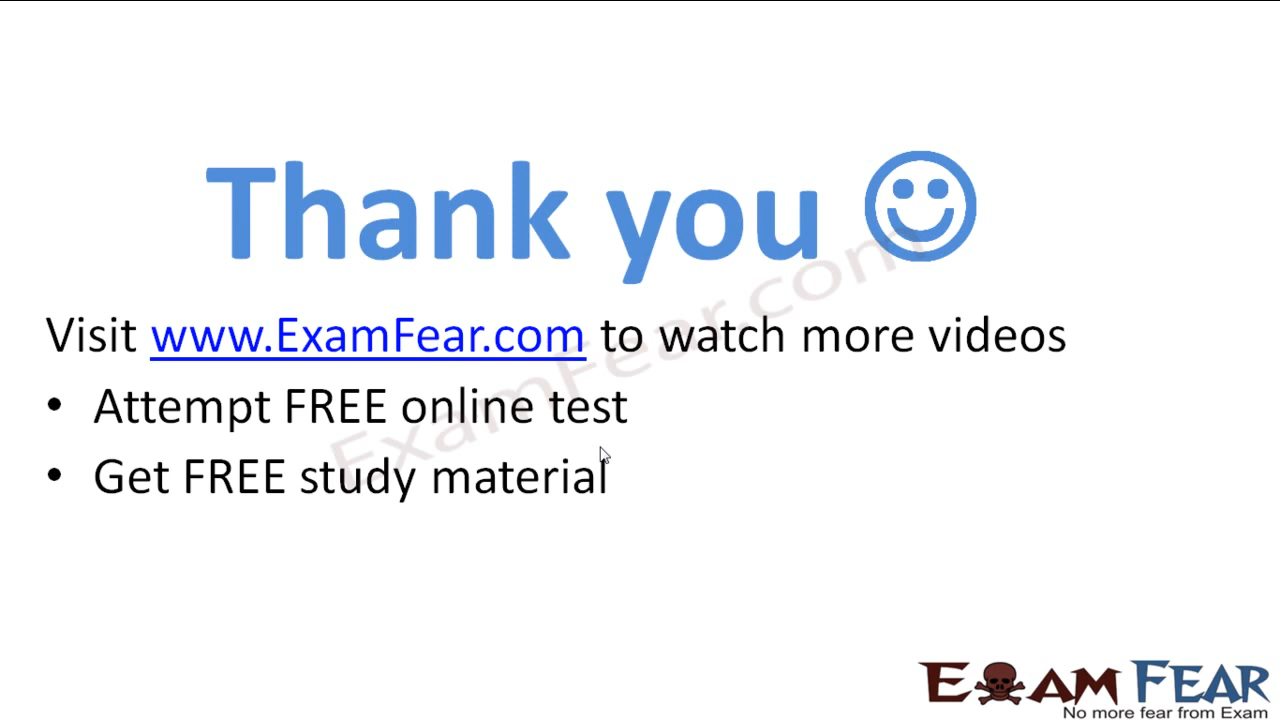 Thank you ☺
Visit www.ExamFear.com to watch more videos
• Attempt FREE online test
• Get FREE study material
ExamFear.com
EXAM FEAR
No more fear from Exam